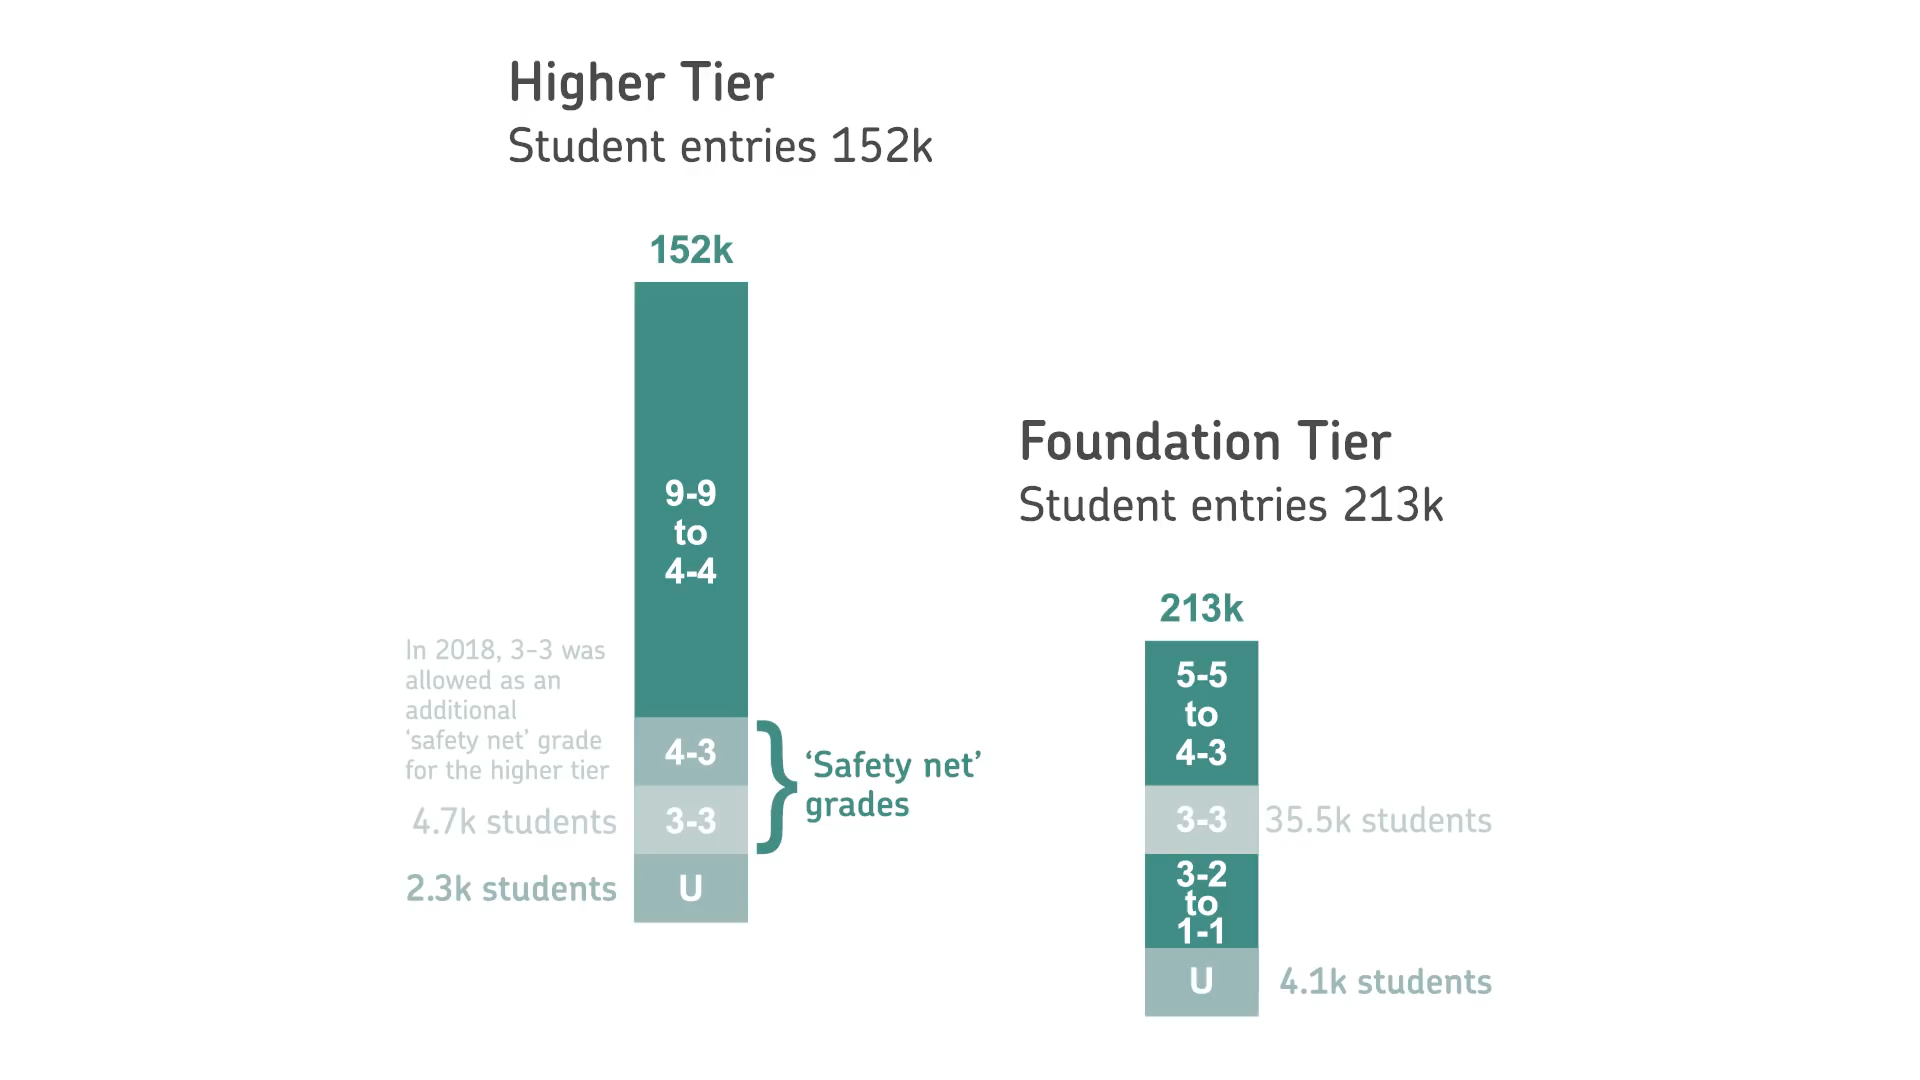 Higher Tier
Student entries 152k
152k
9-9
to
4-4
In 2018, 3-3 was
allowed as an
additional
‘safety net’ grade
for the higher tier
4-3
‘Safety net’
grades
4.7k students
3-3
2.3k students
U
Foundation Tier
Student entries 213k
213k
5-5
to
4-3
3-3
35.5k students
3-2
to
1-1
U
4.1k students